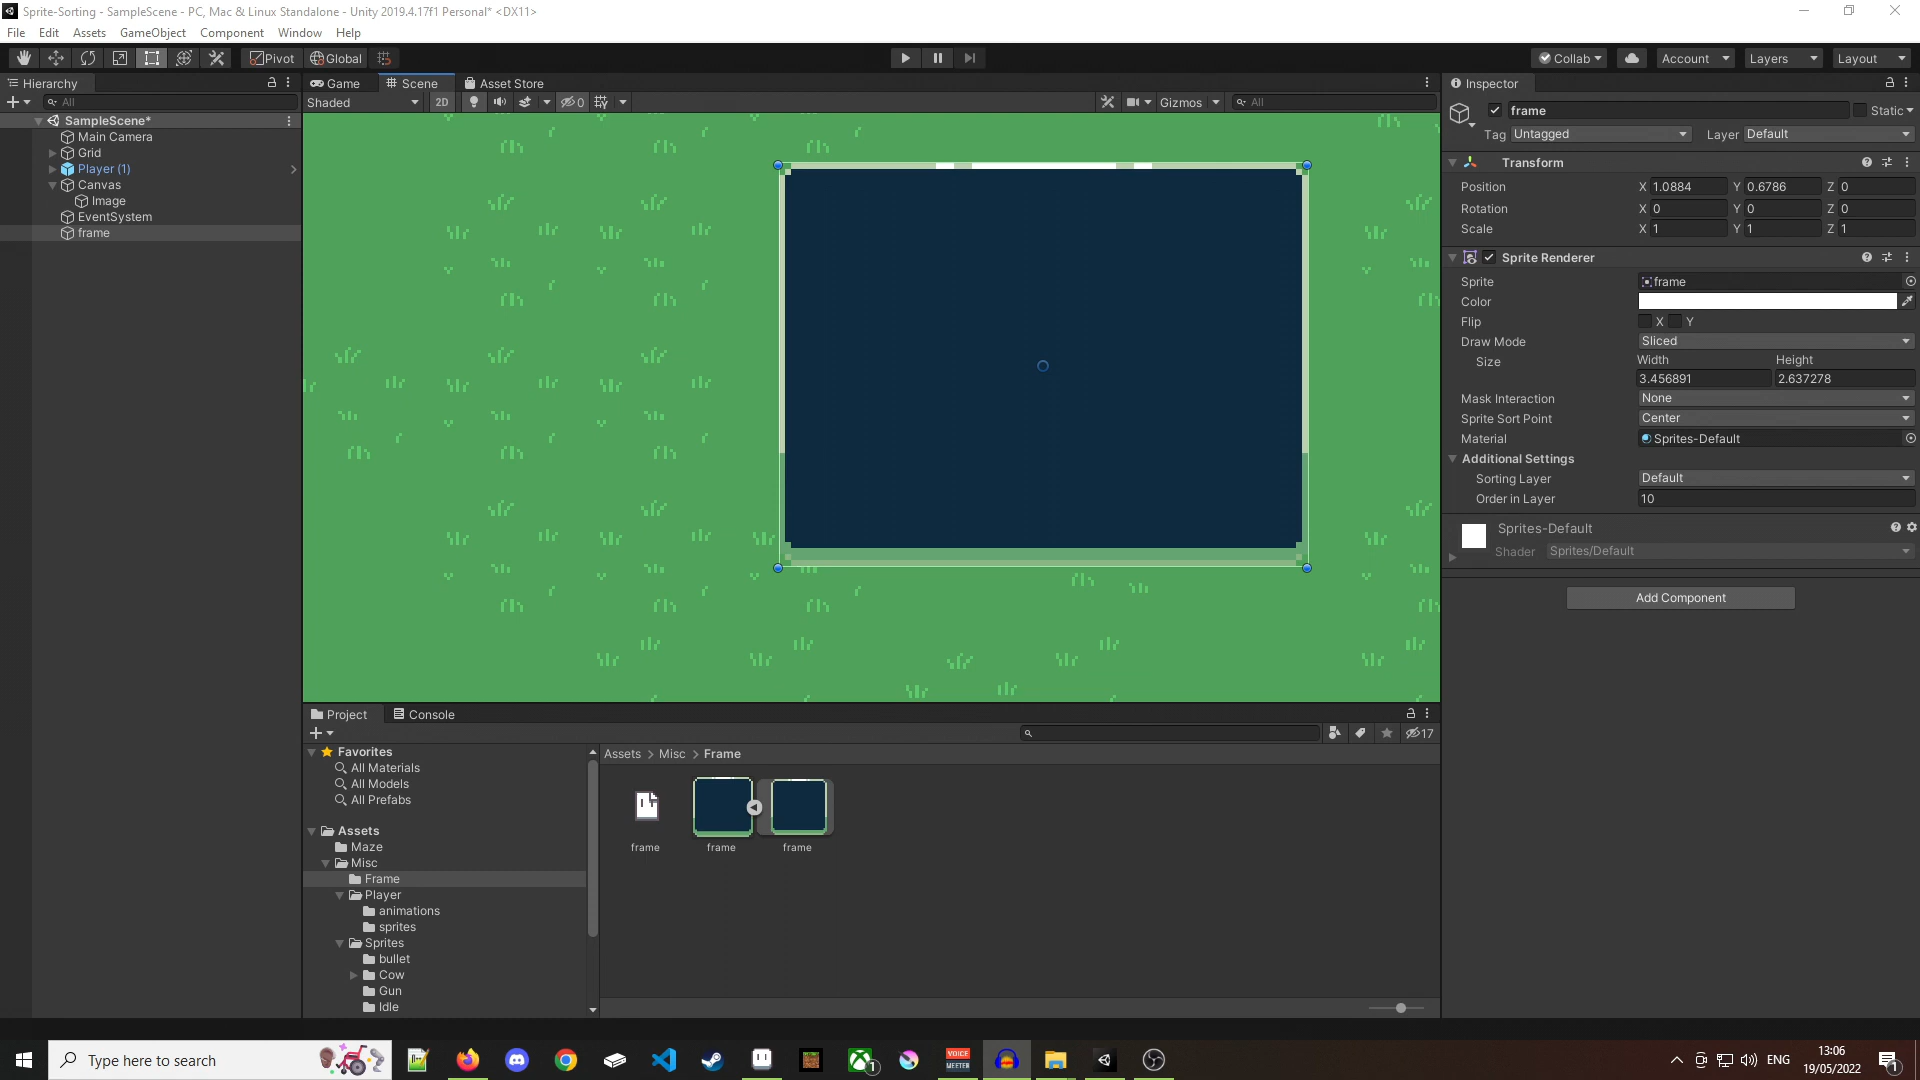 Sprite-Sorting - SampleScene - PC, Mac & Linux Standalone - Unity 2019.4.17f1 Personal* <DX11>
File Edit Assets GameObject Component Window Help
Pivot Global
Collab Account Layers Layout
Hierarchy
All
SampleScene*
Main Camera
Grid
Player (1)
Canvas
Image
EventSystem
frame
Game Scene Asset Store
Shaded 2D 0 Gizmos All
Inspector
frame Static
Tag Untagged Layer Default
Transform
Position X 1.0884 Y 0.6786 Z 0
Rotation X 0 Y 0 Z 0
Scale X 1 Y 1 Z 1
Sprite Renderer
Sprite frame
Color
Flip X Y
Draw Mode Sliced
Size Width Height
3.456891 2.637278
Mask Interaction None
Sprite Sort Point Center
Material Sprites-Default
Additional Settings
Sorting Layer Default
Order in Layer 10
Sprites-Default
Shader Sprites/Default
Add Component
Project Console
17
Favorites
All Materials
All Models
All Prefabs
Assets
Maze
Misc
Frame
Player
animations
sprites
Sprites
bullet
Cow
Gun
Idle
Assets > Misc > Frame
frame frame frame
Type here to search
VOICE MEETER
1
ENG
13:06
19/05/2022
1